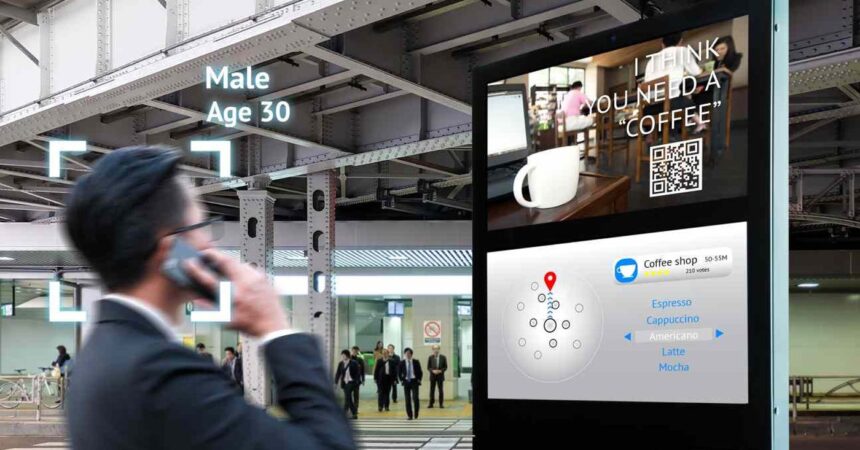 Male
Age 30
I THINK
YOU NEED A
“COFFEE”
Coffee shop 50-55M
210 votes
Espresso
Cappuccino
Americano
Latte
Mocha